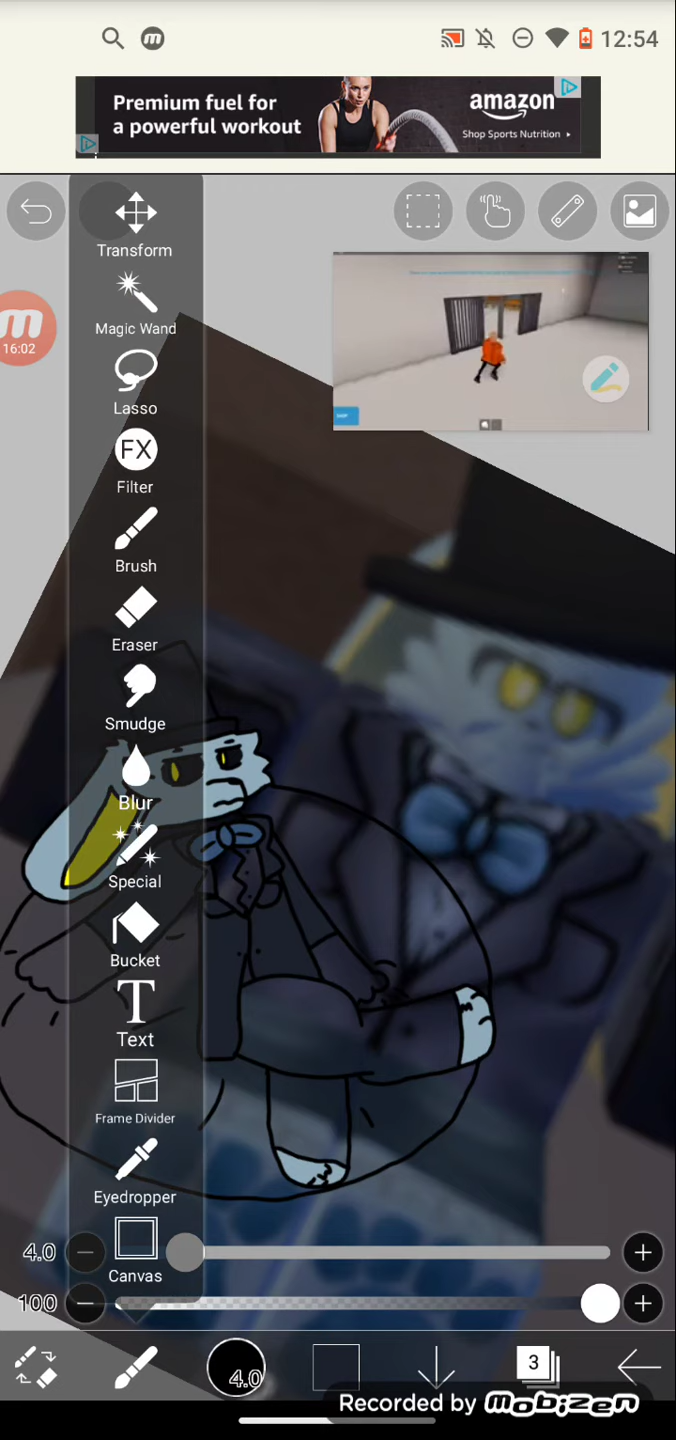 12:54
Premium fuel for
a powerful workout
amazon
Shop Sports Nutrition
Transform
Magic Wand
16:02
Lasso
FX
Filter
Brush
Eraser
Smudge
Blur
Special
Bucket
T
Text
Frame Divider
Eyedropper
4.0
Canvas
100
4.0
3
Recorded by mobizen